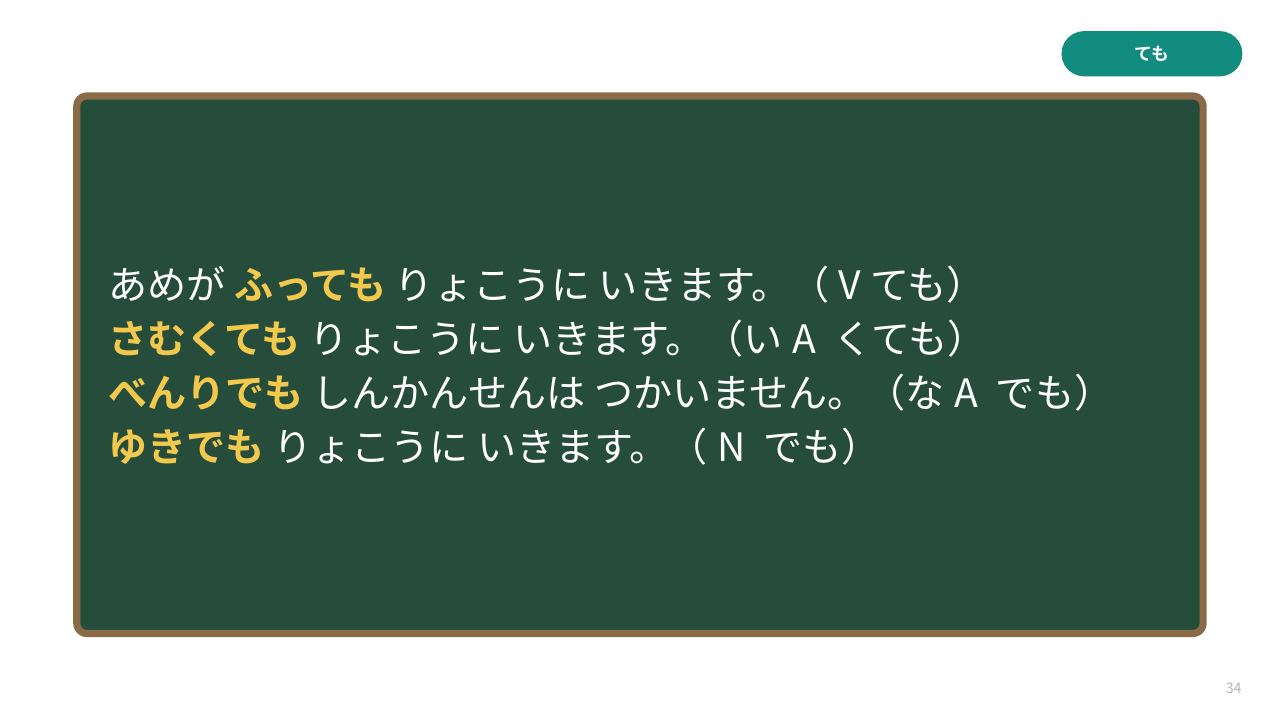 ても
あめが ふっても りょこうに いきます。（Ｖても）
さむくても りょこうに いきます。（いＡ くても）
べんりでも しんかんせんは つかいません。（なＡ でも）
ゆきでも りょこうに いきます。（Ｎ でも）
34